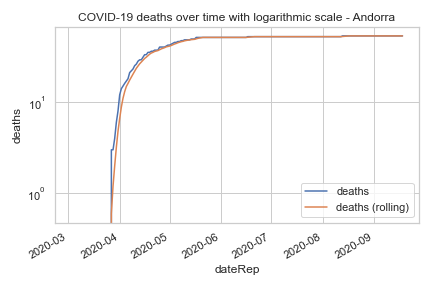 COVID-19 deaths over time with logarithmic scale - Andorra
deaths
10¹
10⁰
deaths
deaths (rolling)
2020-03
2020-04
2020-05
2020-06
2020-07
2020-08
2020-09
dateRep